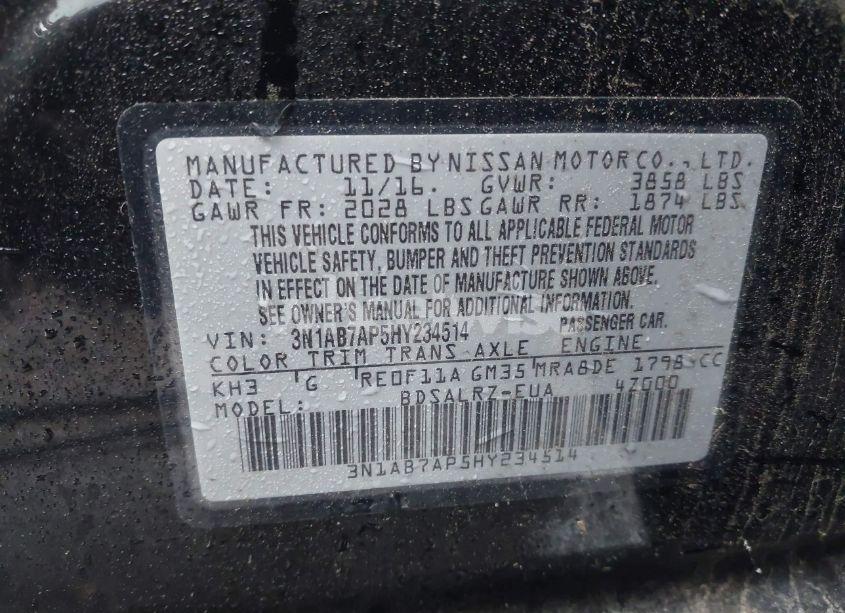 MANUFACTURED BY NISSAN MOTOR CO., LTD.
DATE: 11/16. GVWR: 3858 LBS
GAWR FR: 2028 LBS GAWR RR: 1874 LBS
THIS VEHICLE CONFORMS TO ALL APPLICABLE FEDERAL MOTOR
VEHICLE SAFETY, BUMPER AND THEFT PREVENTION STANDARDS
IN EFFECT ON THE DATE OF MANUFACTURE SHOWN ABOVE.
SEE OWNER'S MANUAL FOR ADDITIONAL INFORMATION.
VIN: 3N1AB7AP5HY234514 PASSENGER CAR.
COLOR TRIM TRANS AXLE ENGINE
KH3 G RE0F11A GM35 MRA8DE 1798 CC
MODEL: BDSALRZ-EUA 4Z000
3N1AB7AP5HY234514